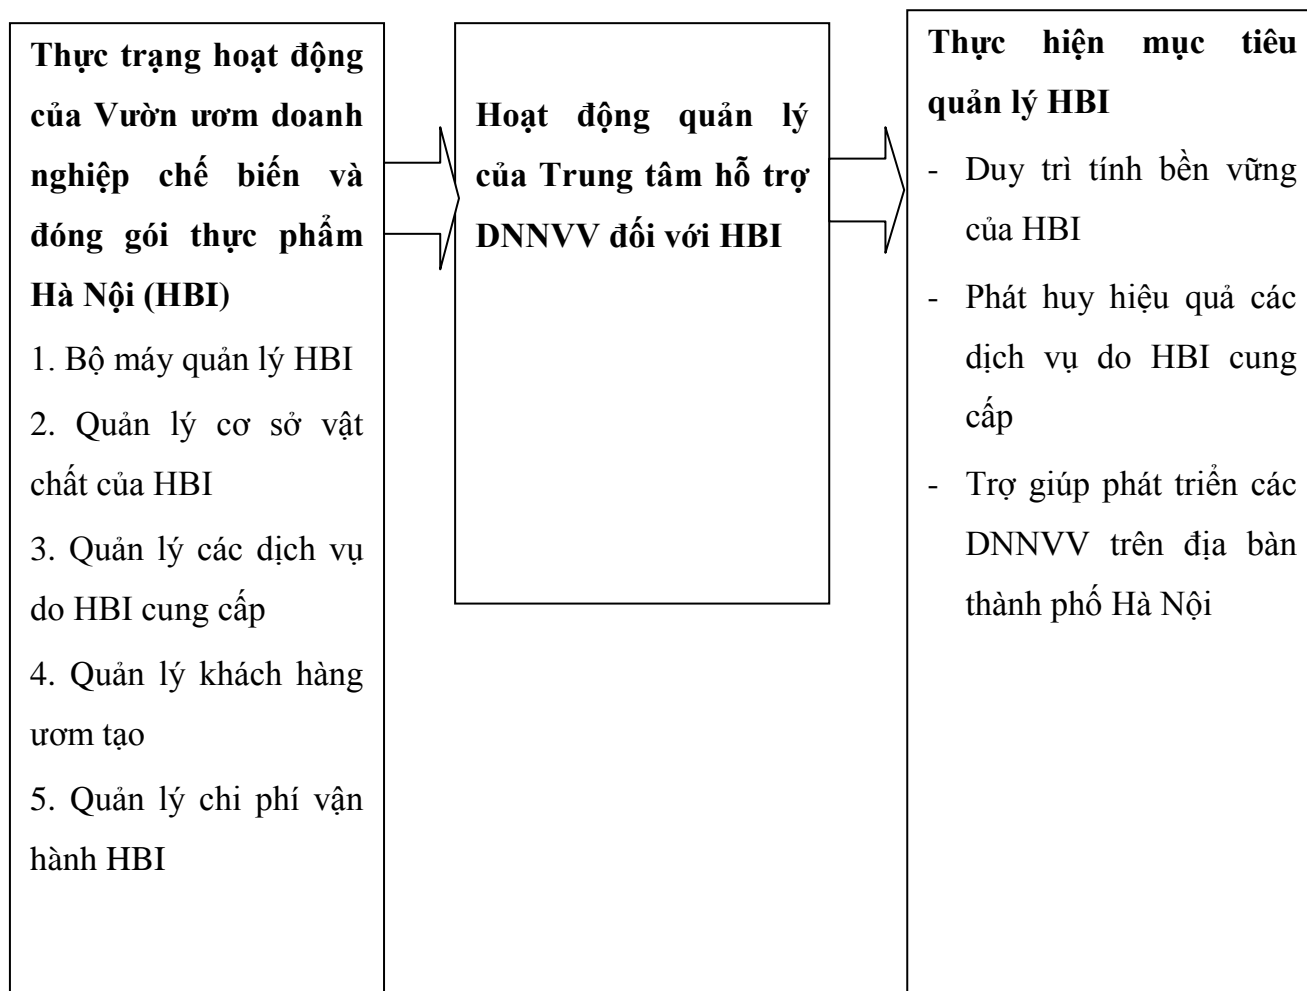 Thực trạng hoạt động
của Vườn ươm doanh
nghiệp chế biến và
đóng gói thực phẩm
Hà Nội (HBI)
1. Bộ máy quản lý HBI
2. Quản lý cơ sở vật
chất của HBI
3. Quản lý các dịch vụ
do HBI cung cấp
4. Quản lý khách hàng
ươm tạo
5. Quản lý chi phí vận
hành HBI
Hoạt động quản lý
của Trung tâm hỗ trợ
DNNVV đối với HBI
Thực hiện mục tiêu
quản lý HBI
- Duy trì tính bền vững
của HBI
- Phát huy hiệu quả các
dịch vụ do HBI cung
cấp
- Trợ giúp phát triển các
DNNVV trên địa bàn
thành phố Hà Nội